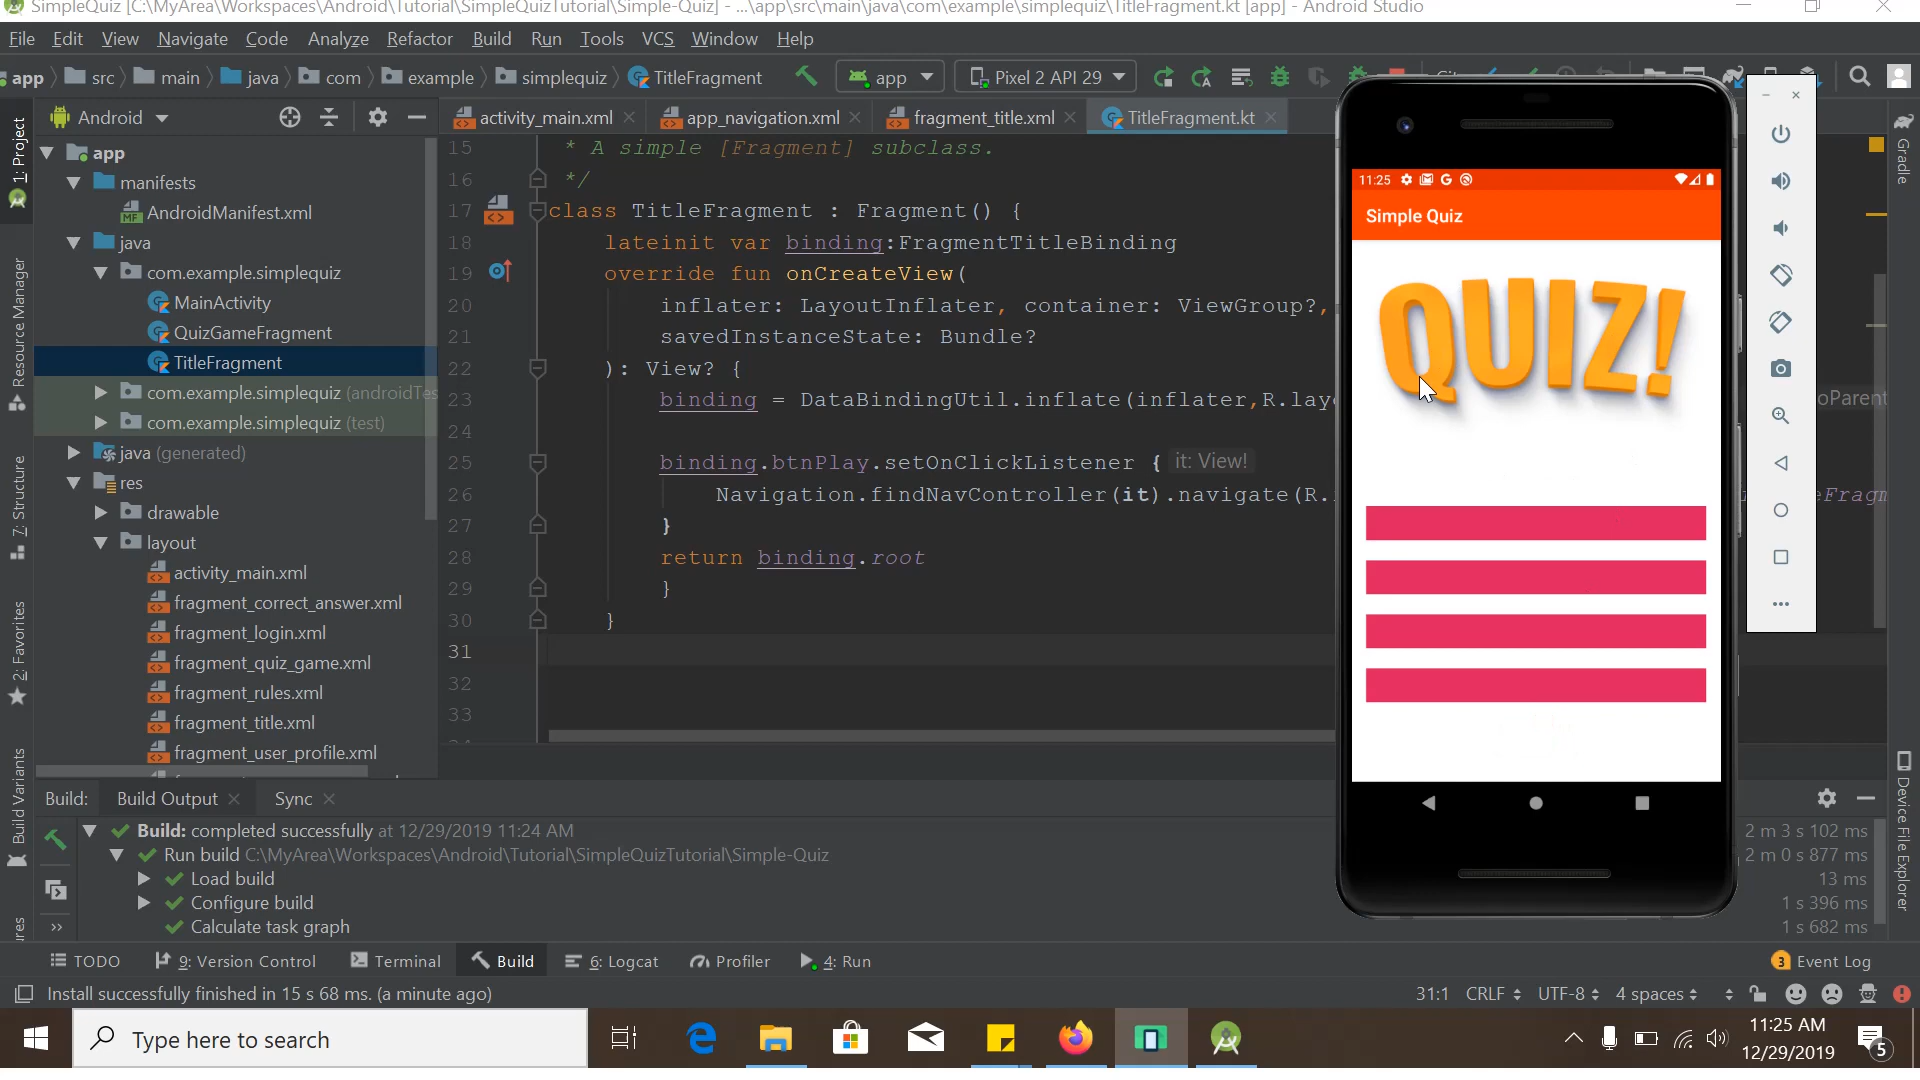 SimpleQuiz [C:\MyArea\Workspaces\Android\Tutorial\SimpleQuizTutorial\Simple-Quiz] - ...\app\src\main\java\com\example\simplequiz\TitleFragment.kt [app] - Android Studio
File Edit View Navigate Code Analyze Refactor Build Run Tools VCS Window Help
app src main java com example simplequiz TitleFragment app Pixel 2 API 29
Android
activity_main.xml app_navigation.xml fragment_title.xml TitleFragment.kt
1: Project
Resource Manager
7: Structure
2: Favorites
Build Variants
app
manifests
AndroidManifest.xml
java
com.example.simplequiz
MainActivity
QuizGameFragment
TitleFragment
com.example.simplequiz (androidTes
com.example.simplequiz (test)
java (generated)
res
drawable
layout
activity_main.xml
fragment_correct_answer.xml
fragment_login.xml
fragment_quiz_game.xml
fragment_rules.xml
fragment_title.xml
fragment_user_profile.xml
15 * A simple [Fragment] subclass.
16 */
17 class TitleFragment : Fragment() {
18 lateinit var binding:FragmentTitleBinding
19 override fun onCreateView(
20 inflater: LayoutInflater, container: ViewGroup?,
21 savedInstanceState: Bundle?
22 ): View? {
23 binding = DataBindingUtil.inflate(inflater,R.lay oParent
24
25 binding.btnPlay.setOnClickListener { it: View!
26 Navigation.findNavController(it).navigate(R. eFragm
27 }
28 return binding.root
29 }
30 }
31
32
33
11:25
Simple Quiz
QUIZ!
Gradle
Device File Explorer
Build: Build Output Sync
Build: completed successfully at 12/29/2019 11:24 AM 2 m 3 s 102 ms
Run build C:\MyArea\Workspaces\Android\Tutorial\SimpleQuizTutorial\Simple-Quiz 2 m 0 s 877 ms
Load build 13 ms
Configure build 1 s 396 ms
Calculate task graph 1 s 682 ms
TODO 9: Version Control Terminal Build 6: Logcat Profiler 4: Run 3 Event Log
Install successfully finished in 15 s 68 ms. (a minute ago) 31:1 CRLF UTF-8 4 spaces
Type here to search
11:25 AM
12/29/2019
5